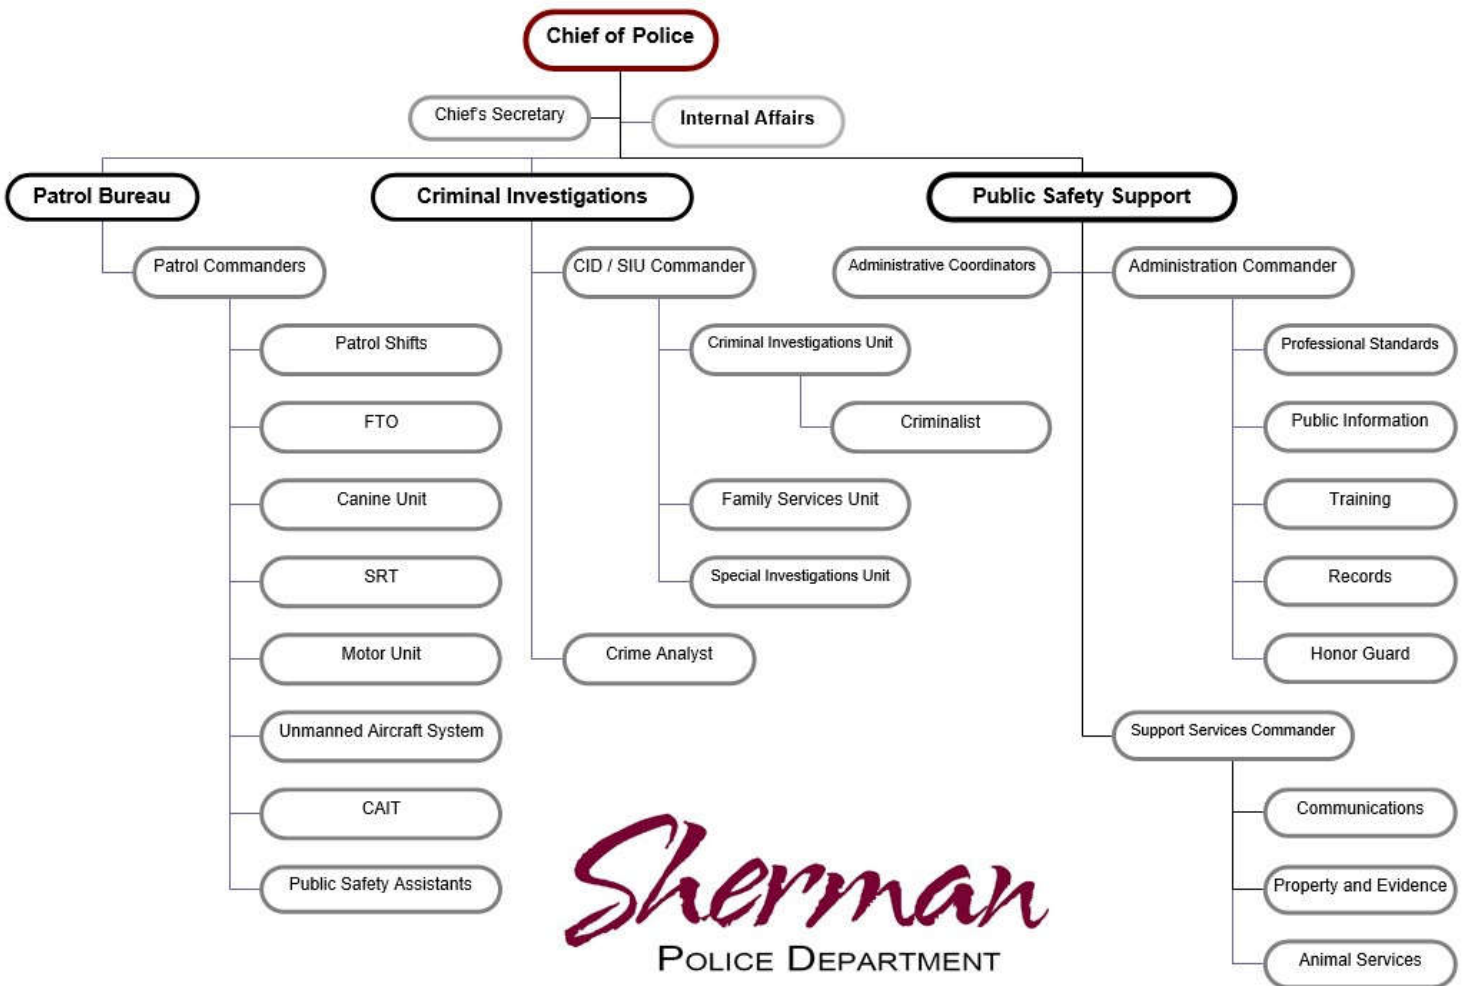 Chief of Police
Chief's Secretary
Internal Affairs
Patrol Bureau
Criminal Investigations
Public Safety Support
Patrol Commanders
CID / SIU Commander
Administrative Coordinators
Administration Commander
Patrol Shifts
Criminal Investigations Unit
Professional Standards
FTO
Criminalist
Public Information
Canine Unit
Family Services Unit
Training
SRT
Special Investigations Unit
Records
Motor Unit
Crime Analyst
Honor Guard
Unmanned Aircraft System
Support Services Commander
CAIT
Communications
Public Safety Assistants
Property and Evidence
Animal Services
Sherman
POLICE DEPARTMENT